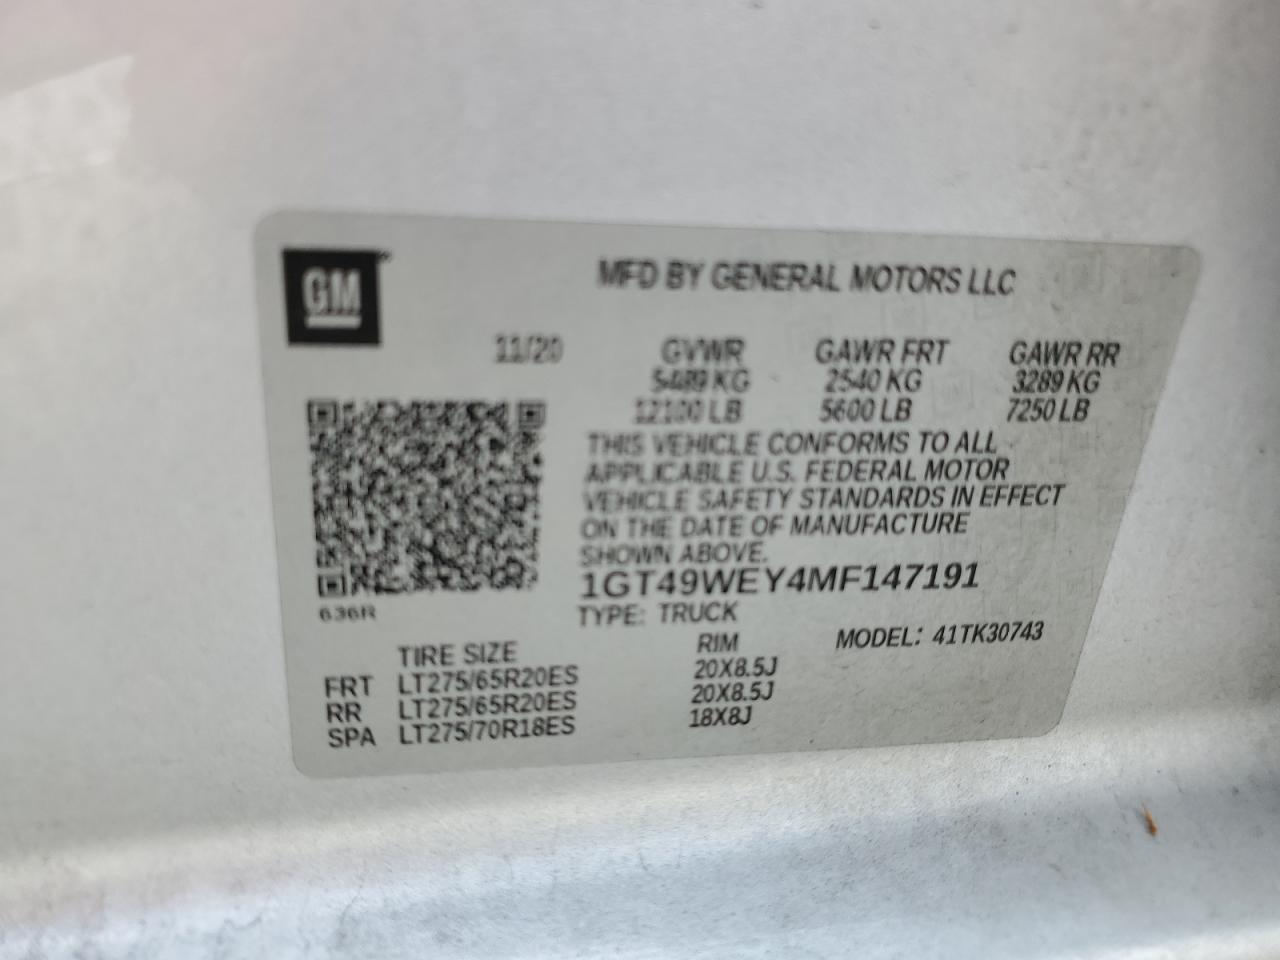 GM
MFD BY GENERAL MOTORS LLC
11/20 GVWR GAWR FRT GAWR RR
5489 KG 2540 KG 3289 KG
12100 LB 5600 LB 7250 LB
THIS VEHICLE CONFORMS TO ALL
APPLICABLE U.S. FEDERAL MOTOR
VEHICLE SAFETY STANDARDS IN EFFECT
ON THE DATE OF MANUFACTURE
SHOWN ABOVE.
1GT49WEY4MF147191
636R
TYPE: TRUCK
MODEL: 41TK30743
TIRE SIZE RIM
FRT LT275/65R20ES 20X8.5J
RR LT275/65R20ES 20X8.5J
SPA LT275/70R18ES 18X8J